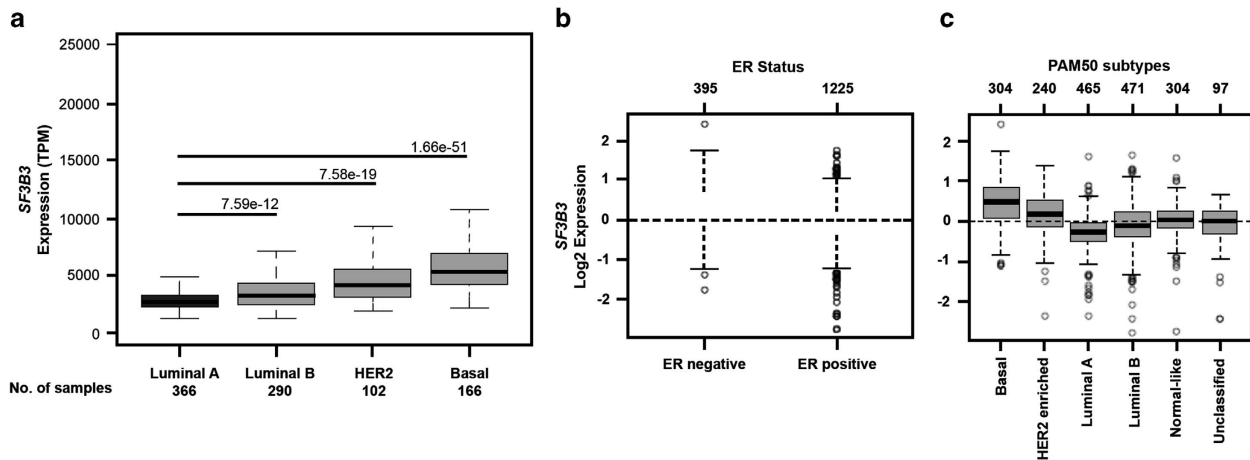 a
SF3B3
Expression (TPM)
25000
20000
15000
10000
5000
0
1.66e-51
7.58e-19
7.59e-12
Luminal A
Luminal B
HER2
Basal
No. of samples
366
290
102
166
b
ER Status
395
1225
SF3B3
Log2 Expression
2
1
0
-1
-2
ER negative
ER positive
c
PAM50 subtypes
304
240
465
471
304
97
2
1
0
-1
-2
Basal
HER2 enriched
Luminal A
Luminal B
Normal-like
Unclassified